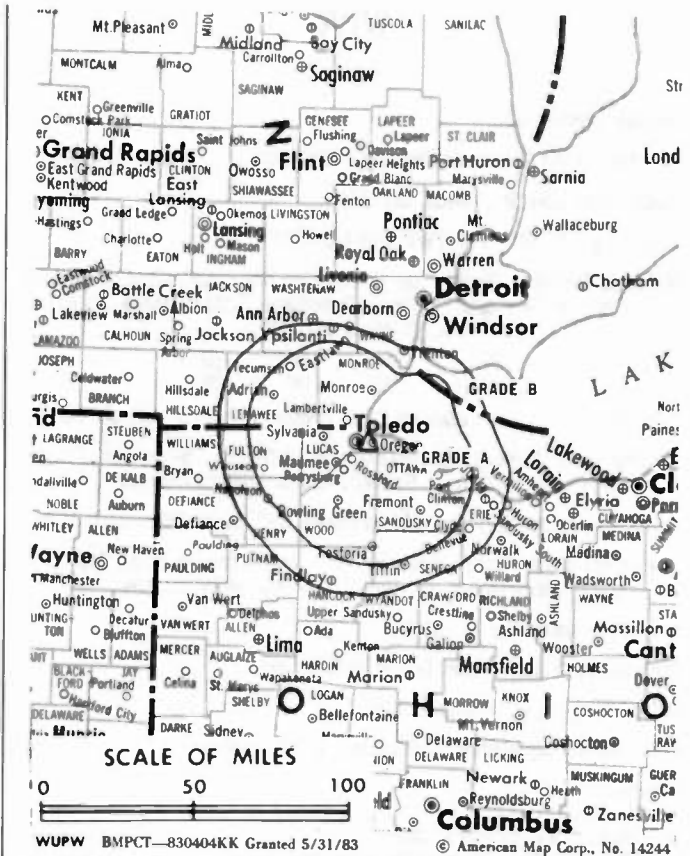 TUSCOLA SANILAC
Mt. Pleasant
Midland Bay City
MONTCALM Alma Carrollton
Saginaw
SAGINAW
KENT Greenville GRATIOT
IONIA
GENESEE LAPEER
Saint Johns Flushing Lapeer ST CLAIR
Davison
Grand Rapids CLINTON Owosso Flint Lapeer Heights Port Huron
East Grand Rapids Grand Blanc Marysville Sarnia
Kentwood East SHIAWASSEE OAKLAND MACOMB
Lansing Fenton
Hastings Grand Ledge Okemos LIVINGSTON Pontiac Mt. Wallaceburg
Lansing Clemens
Charlotte Holt Mason Howell
BARRY EATON INGHAM Royal Oak Warren
Livonia
Eastwood Detroit Chatham
Comstock Battle Creek JACKSON WASHTENAW
Lakeview Marshall Albion Ann Arbor Dearborn Windsor
CALHOUN Spring Arbor Jackson Ypsilanti WAYNE
Trenton
JOSEPH Tecumseh Eastlawn MONROE
GRADE B
Coldwater Hillsdale Adrian Monroe
BRANCH HILLSDALE LENAWEE Lambertville
LAGRANGE STEUBEN WILLIAMS Sylvania Toledo
Angola FULTON LUCAS Oregon
GRADE A
Wauseon Maumee OTTAWA Lakewood
Perrysburg Rossford Lorain
DE KALB Bryan Port Clinton Vermilion Amherst
Auburn Napoleon Elyria
NOBLE DEFIANCE Bowling Green Fremont ERIE Huron Oberlin CUYAHOGA
WHITLEY ALLEN Defiance HENRY WOOD SANDUSKY Clyde Sandusky South LORAIN MEDINA
Paulding Bellevue Norwalk
New Haven PAULDING PUTNAM Fostoria Tiffin SENECA HURON Medina
Findlay Willard Wadsworth
Huntington Van Wert HANCOCK WYANDOT CRAWFORD RICHLAND ASHLAND WAYNE
Decatur Delphos Upper Sandusky Crestline Shelby
Bluffton VAN WERT ALLEN Ada Bucyrus Ashland Massillon
WELLS ADAMS MERCER Lima Kenton Galion Wooster
AUGLAIZE HARDIN MARION Mansfield HOLMES
Portland Celina St. Marys Wapakoneta Marion Dover
Hartford City SHELBY LOGAN MORROW KNOX COSHOCTON
O H I O
DELAWARE Bellefontaine Mt. Vernon
DARKE Sidney Delaware Coshocton
DELAWARE LICKING
SCALE OF MILES
0 50 100
FRANKLIN Newark Heath MUSKINGUM
Reynoldsburg Zanesville
Columbus
WUPW BMPCT—830404KK Granted 5/31/83
© American Map Corp., No. 14244